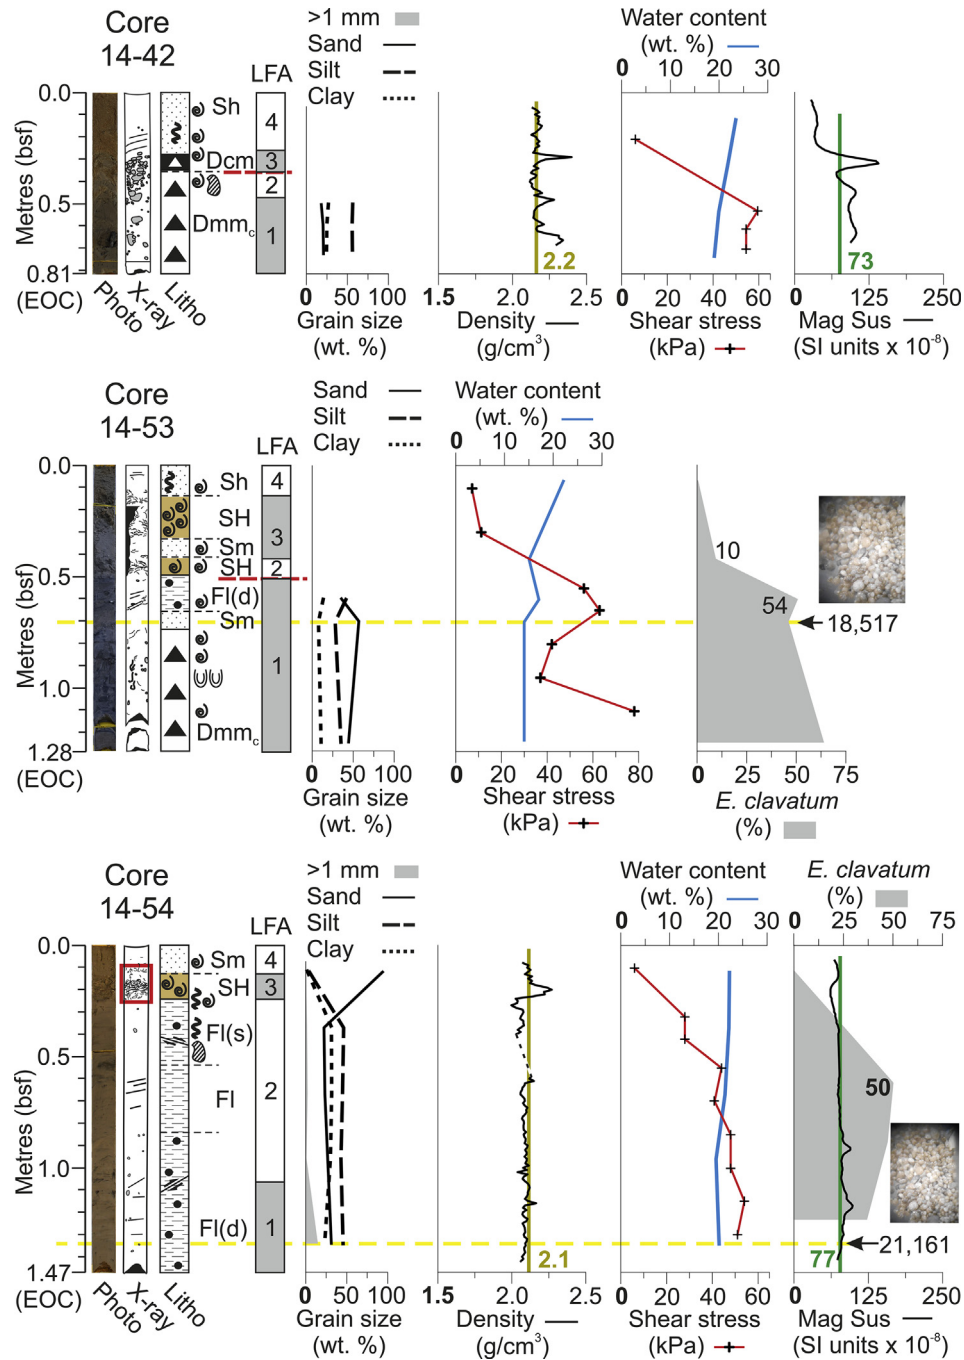 Core
14-42
LFA
>1 mm
Sand
Silt
Clay
Water content
(wt. %)
0 10 20 30
Metres (bsf)
0.0
0.5
0.81
(EOC)
Sh
Dcm
Dmmc
4
3
2
1
2.2
73
Photo
X-ray
Litho
0 50 100
Grain size
(wt. %)
1.5 2.0 2.5
Density
(g/cm³)
0 20 40 60
Shear stress
(kPa)
0 125 250
Mag Sus
(SI units x 10⁻⁸)
Core
14-53
LFA
Sand
Silt
Clay
Water content
(wt. %)
0 10 20 30
Metres (bsf)
0.0
0.5
1.0
1.28
(EOC)
Sh
SH
Sm
SH
Fl(d)
Sm
Dmmc
4
3
2
1
10
54
18,517
0 50 100
Grain size
(wt. %)
0 20 40 60 80
Shear stress
(kPa)
0 25 50 75
E. clavatum
(%)
Core
14-54
LFA
>1 mm
Sand
Silt
Clay
Water content
(wt. %)
0 10 20 30
E. clavatum
(%)
0 25 50 75
Metres (bsf)
0.0
0.5
1.0
1.47
(EOC)
Sm
SH
Fl(s)
Fl
Fl(d)
4
3
2
1
50
21,161
2.1
77
Photo
X-ray
Litho
0 50 100
Grain size
(wt. %)
1.5 2.0 2.5
Density
(g/cm³)
0 20 40 60
Shear stress
(kPa)
0 125 250
Mag Sus
(SI units x 10⁻⁸)